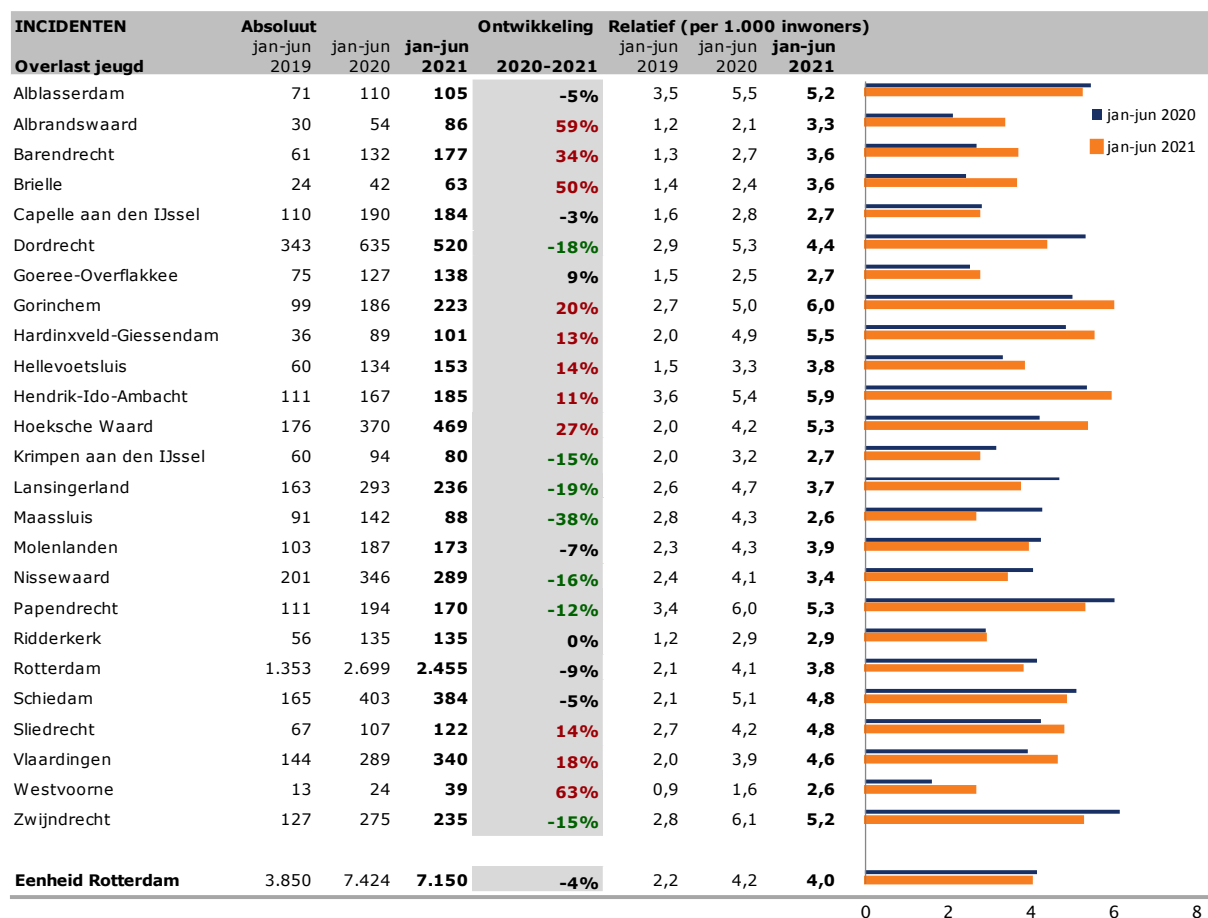 INCIDENTEN Absoluut Ontwikkeling Relatief (per 1.000 inwoners)
jan-jun jan-jun jan-jun jan-jun jan-jun jan-jun
Overlast jeugd 2019 2020 2021 2020-2021 2019 2020 2021
Alblasserdam 71 110 105 -5% 3,5 5,5 5,2
jan-jun 2020
Albrandswaard 30 54 86 59% 1,2 2,1 3,3
jan-jun 2021
Barendrecht 61 132 177 34% 1,3 2,7 3,6
Brielle 24 42 63 50% 1,4 2,4 3,6
Capelle aan den IJssel 110 190 184 -3% 1,6 2,8 2,7
Dordrecht 343 635 520 -18% 2,9 5,3 4,4
Goeree-Overflakkee 75 127 138 9% 1,5 2,5 2,7
Gorinchem 99 186 223 20% 2,7 5,0 6,0
Hardinxveld-Giessendam 36 89 101 13% 2,0 4,9 5,5
Hellevoetsluis 60 134 153 14% 1,5 3,3 3,8
Hendrik-Ido-Ambacht 111 167 185 11% 3,6 5,4 5,9
Hoeksche Waard 176 370 469 27% 2,0 4,2 5,3
Krimpen aan den IJssel 60 94 80 -15% 2,0 3,2 2,7
Lansingerland 163 293 236 -19% 2,6 4,7 3,7
Maassluis 91 142 88 -38% 2,8 4,3 2,6
Molenlanden 103 187 173 -7% 2,3 4,3 3,9
Nissewaard 201 346 289 -16% 2,4 4,1 3,4
Papendrecht 111 194 170 -12% 3,4 6,0 5,3
Ridderkerk 56 135 135 0% 1,2 2,9 2,9
Rotterdam 1.353 2.699 2.455 -9% 2,1 4,1 3,8
Schiedam 165 403 384 -5% 2,1 5,1 4,8
Sliedrecht 67 107 122 14% 2,7 4,2 4,8
Vlaardingen 144 289 340 18% 2,0 3,9 4,6
Westvoorne 13 24 39 63% 0,9 1,6 2,6
Zwijndrecht 127 275 235 -15% 2,8 6,1 5,2
Eenheid Rotterdam 3.850 7.424 7.150 -4% 2,2 4,2 4,0
0 2 4 6 8